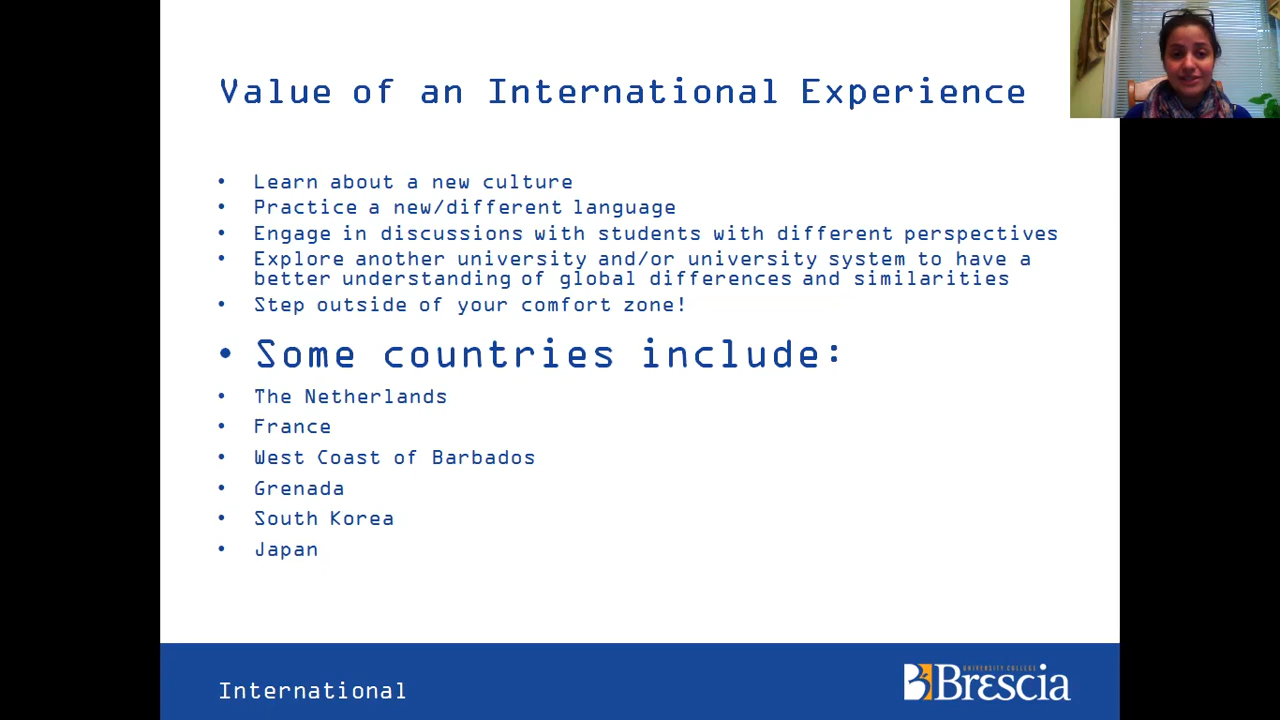 Value of an International Experience
• Learn about a new culture
• Practice a new/different language
• Engage in discussions with students with different perspectives
• Explore another university and/or university system to have a
better understanding of global differences and similarities
• Step outside of your comfort zone!
• Some countries include:
• The Netherlands
• France
• West Coast of Barbados
• Grenada
• South Korea
• Japan
International
UNIVERSITY COLLEGE
Brescia